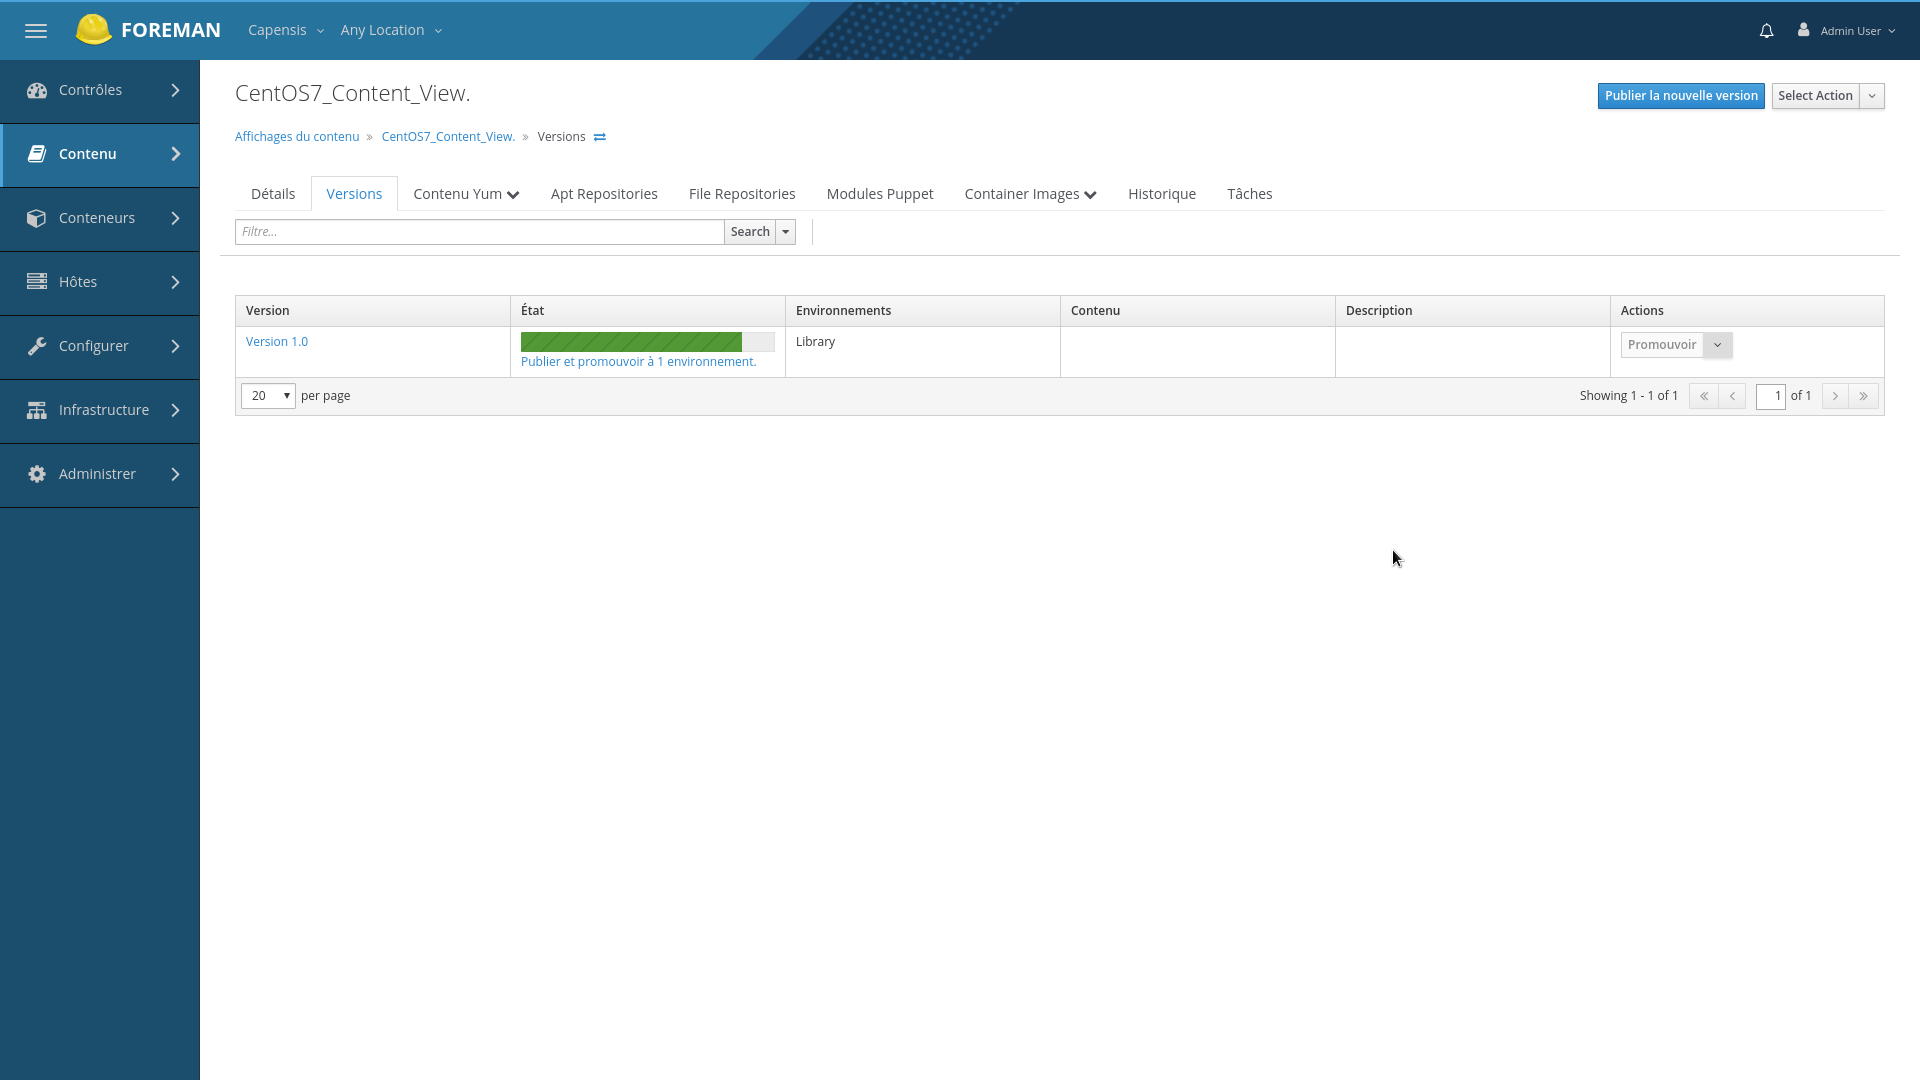 FOREMAN Capensis Any Location Admin User
Contrôles
Contenu
Conteneurs
Hôtes
Configurer
Infrastructure
Administrer
CentOS7_Content_View.
Publier la nouvelle version Select Action
Affichages du contenu » CentOS7_Content_View. » Versions
Détails Versions Contenu Yum Apt Repositories File Repositories Modules Puppet Container Images Historique Tâches
Filtre... Search
Version État Environnements Contenu Description Actions
Version 1.0 Library Promouvoir
Publier et promouvoir à 1 environnement.
20 per page Showing 1 - 1 of 1 « ‹ 1 of 1 › »